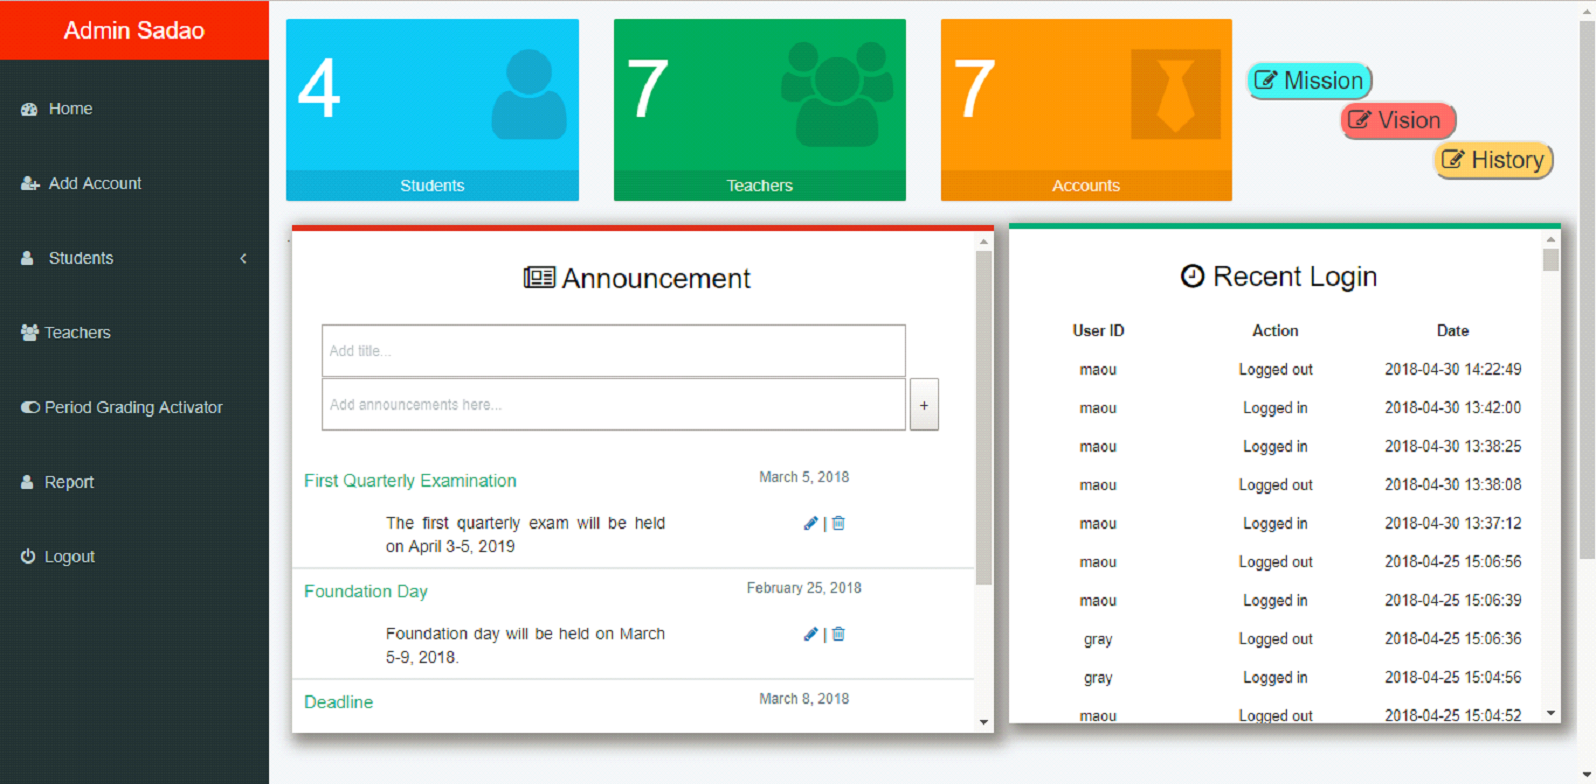 Admin Sadao
Home
Add Account
Students
Teachers
Period Grading Activator
Report
Logout
4
Students
7
Teachers
7
Accounts
Mission
Vision
History
Announcement
Add title...
Add announcements here...
+
First Quarterly Examination
March 5, 2018
The first quarterly exam will be held
on April 3-5, 2019
|
Foundation Day
February 25, 2018
Foundation day will be held on March
5-9, 2018.
|
Deadline
March 8, 2018
Recent Login
User ID Action Date
maou Logged out 2018-04-30 14:22:49
maou Logged in 2018-04-30 13:42:00
maou Logged in 2018-04-30 13:38:25
maou Logged out 2018-04-30 13:38:08
maou Logged in 2018-04-30 13:37:12
maou Logged out 2018-04-25 15:06:56
maou Logged in 2018-04-25 15:06:39
gray Logged out 2018-04-25 15:06:36
gray Logged in 2018-04-25 15:04:56
maou Logged out 2018-04-25 15:04:52